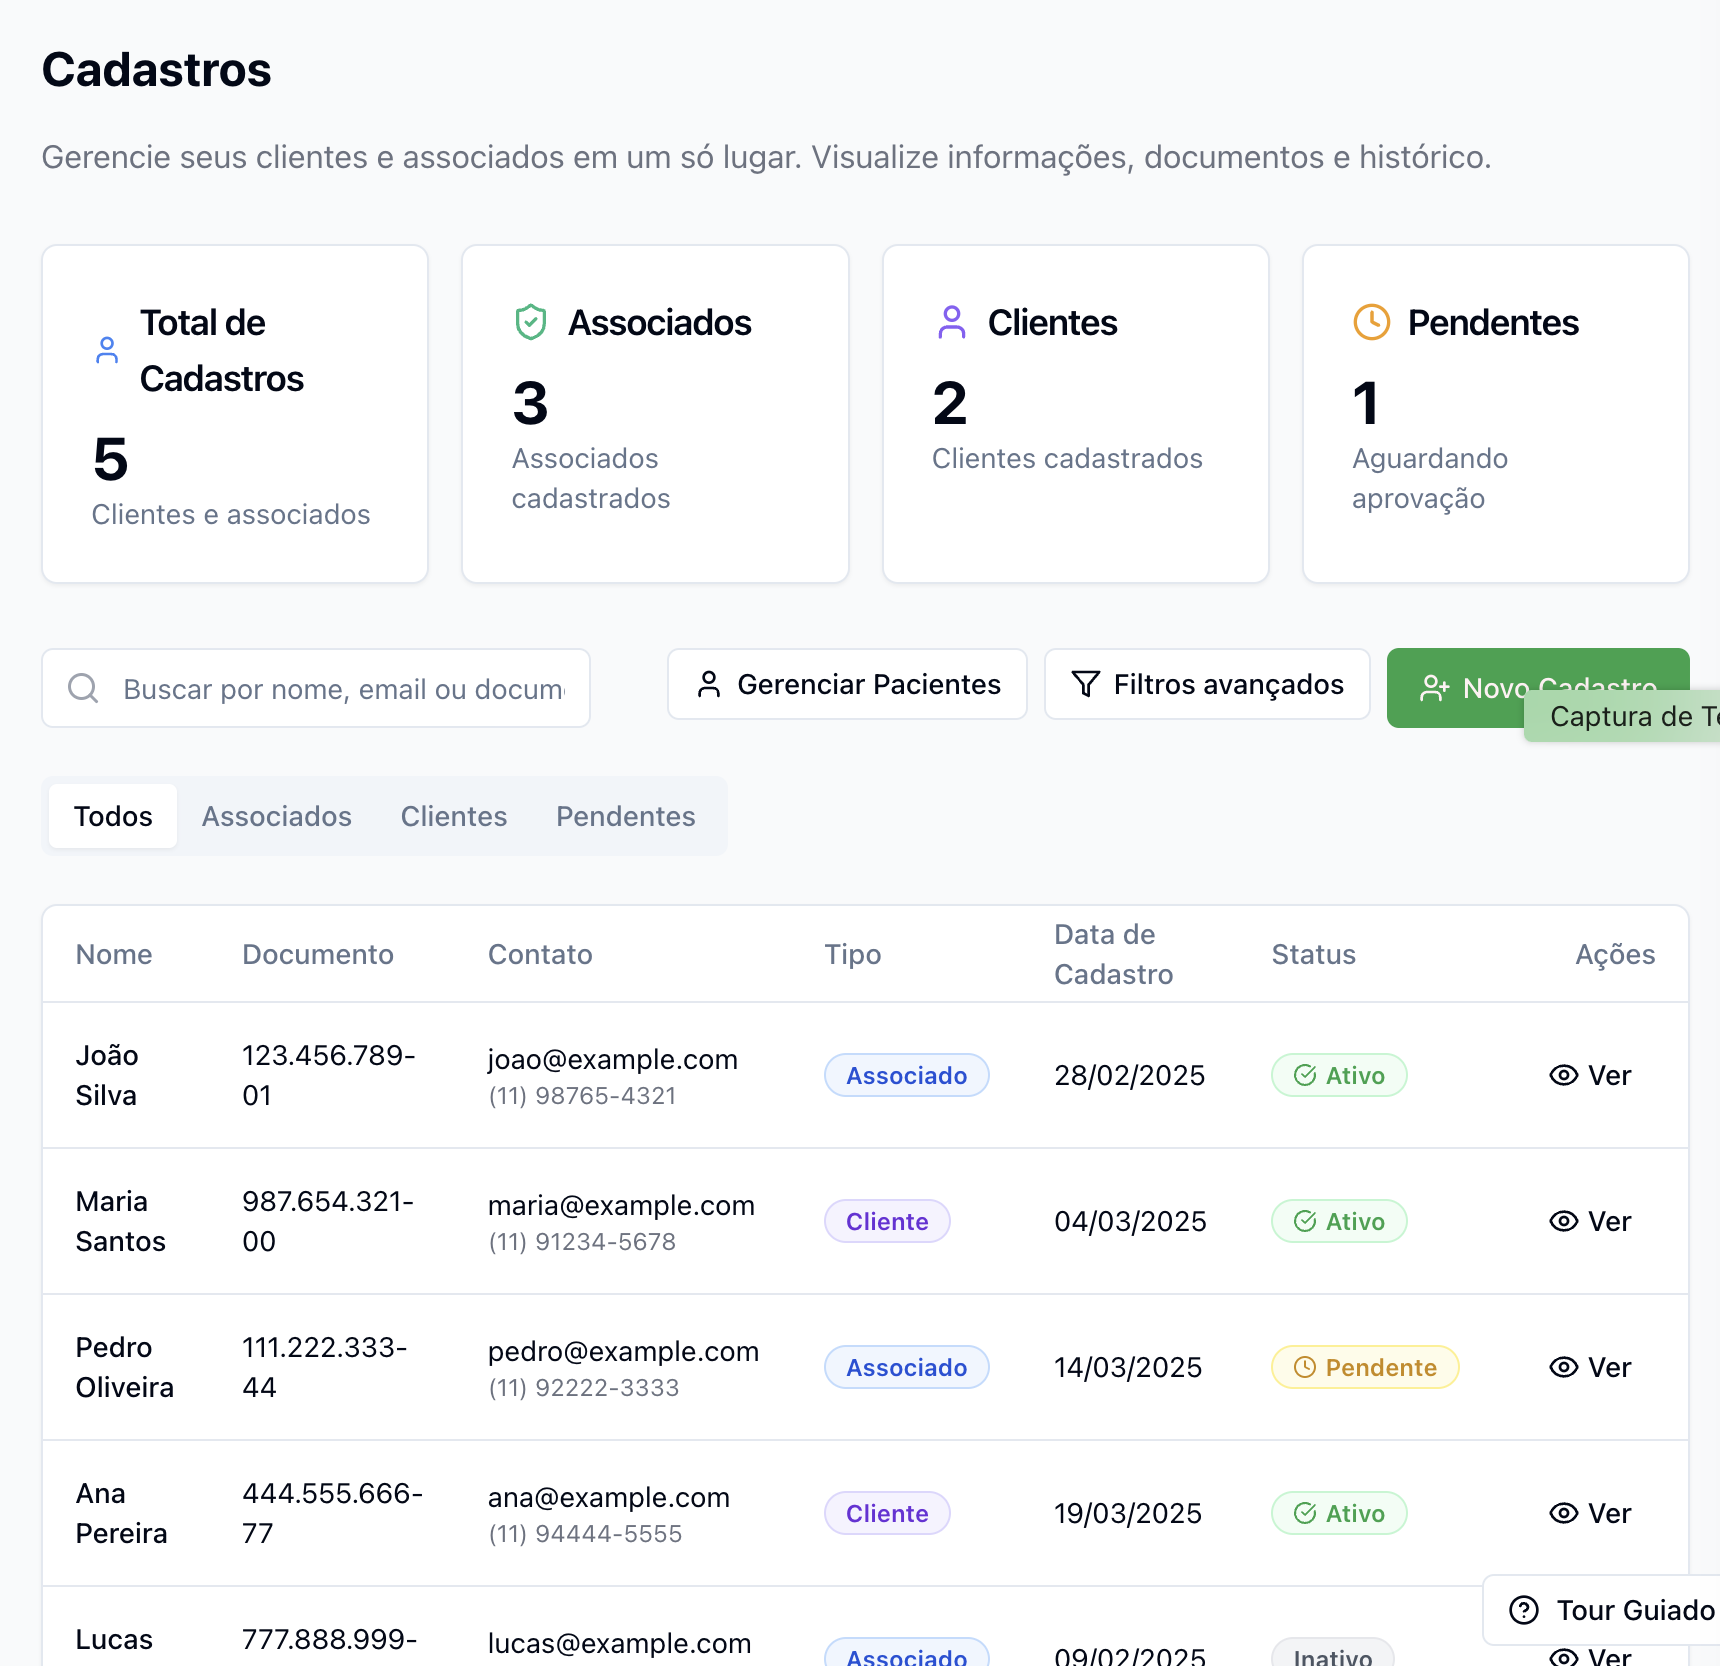 Cadastros
Gerencie seus clientes e associados em um só lugar. Visualize informações, documentos e histórico.
Total de
Cadastros
5
Clientes e associados
Associados
3
Associados
cadastrados
Clientes
2
Clientes cadastrados
Pendentes
1
Aguardando
aprovação
Buscar por nome, email ou docum
Gerenciar Pacientes
Filtros avançados
Novo Cadastro
Captura de Te
Todos
Associados
Clientes
Pendentes
Nome
Documento
Contato
Tipo
Data de
Cadastro
Status
Ações
João
Silva
123.456.789-
01
joao@example.com
(11) 98765-4321
Associado
28/02/2025
Ativo
Ver
Maria
Santos
987.654.321-
00
maria@example.com
(11) 91234-5678
Cliente
04/03/2025
Ativo
Ver
Pedro
Oliveira
111.222.333-
44
pedro@example.com
(11) 92222-3333
Associado
14/03/2025
Pendente
Ver
Ana
Pereira
444.555.666-
77
ana@example.com
(11) 94444-5555
Cliente
19/03/2025
Ativo
Ver
Lucas
777.888.999-
lucas@example.com
Associado
09/02/2025
Inativo
Ver
Tour Guiado